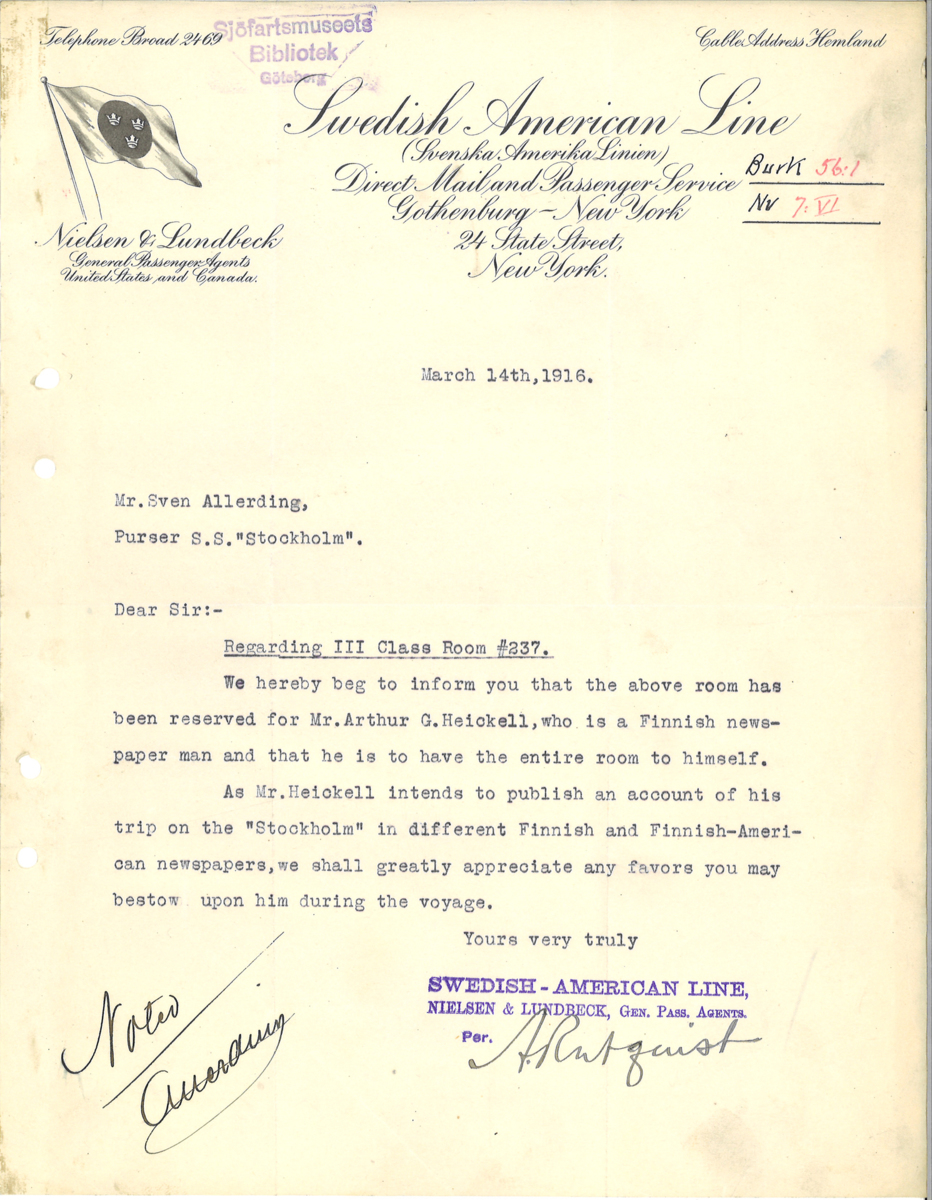 Telephone Broad 2469
Sjöfartsmuseets
Bibliotek
Göteborg
Cable Address "Hemland
Swedish American Line
(Svenska Amerika Linien)
Direct Mail and Passenger Service
Gothenburg – New York
24 State Street,
New York.
Burk 56:1
Nr 7:VI
Nielsen & Lundbeck
General Passenger Agents
United States and Canada.
March 14th,1916.
Mr.Sven Allerding,
Purser S.S."Stockholm".
Dear Sir:-
Regarding III Class Room #237.
We hereby beg to inform you that the above room has
been reserved for Mr.Arthur G.Heickell,who is a Finnish news-
paper man and that he is to have the entire room to himself.
As Mr.Heickell intends to publish an account of his
trip on the "Stockholm" in different Finnish and Finnish-Ameri-
can newspapers,we shall greatly appreciate any favors you may
bestow upon him during the voyage.
Yours very truly
SWEDISH-AMERICAN LINE,
NIELSEN & LUNDBECK, GEN. PASS. AGENTS.
Per.
Noted
Allerding